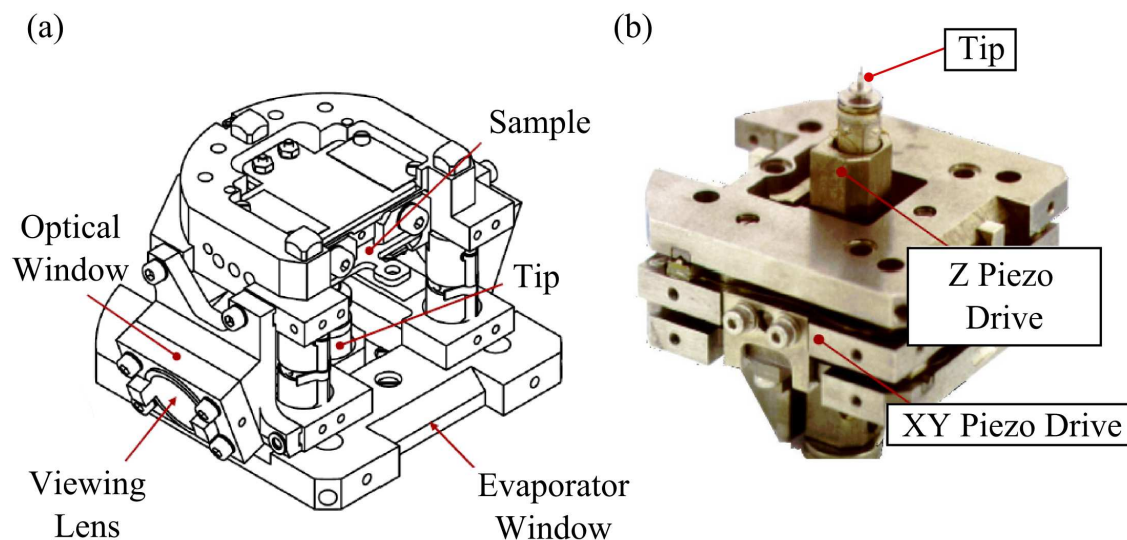 (a)
(b)
Tip
Sample
Optical
Window
Tip
Z Piezo
Drive
XY Piezo Drive
Viewing
Lens
Evaporator
Window